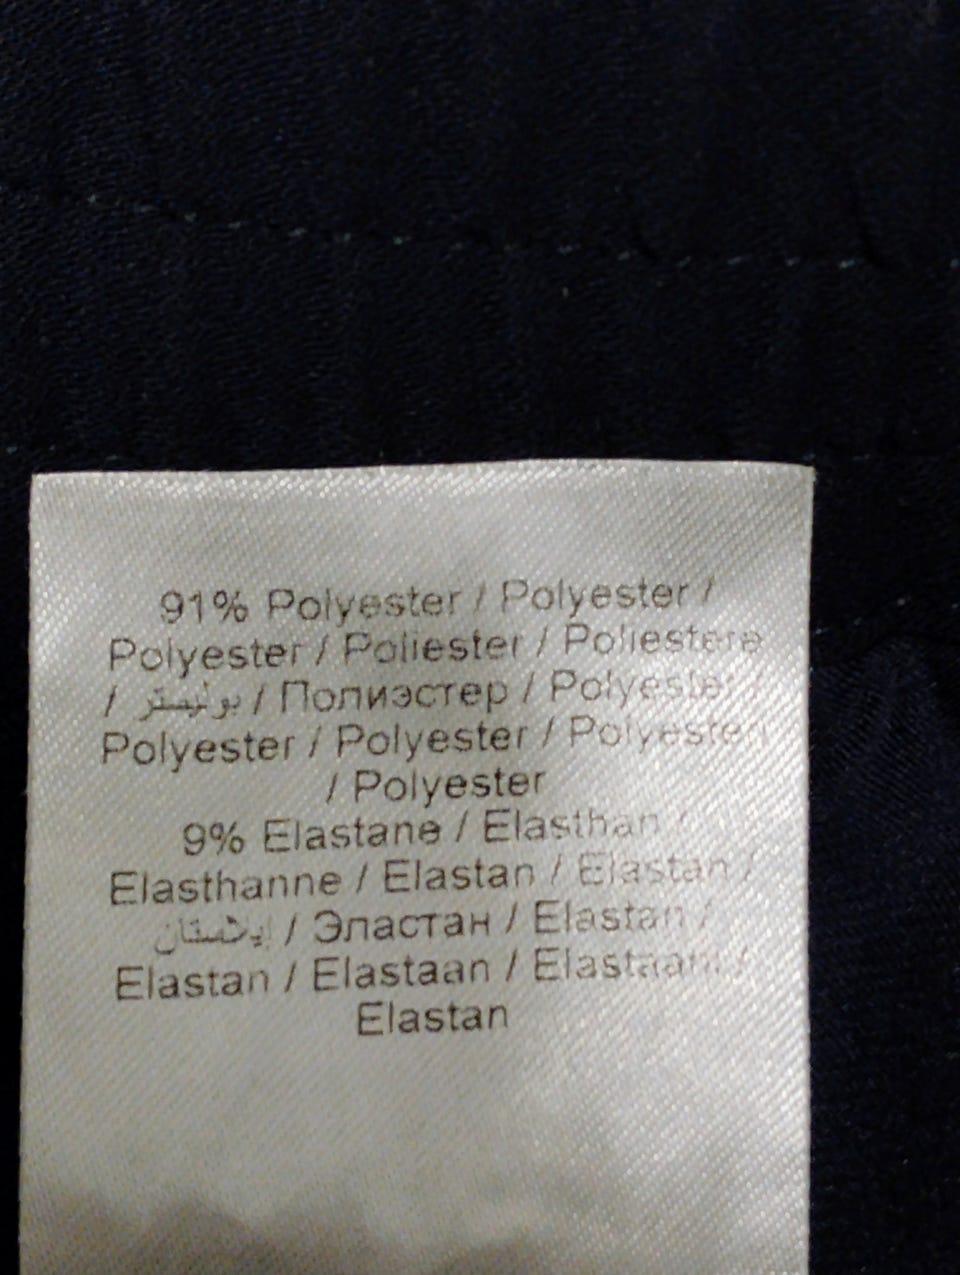 91% Polyester / Polyester /
Polyester / Poliester / Poliestere
/ بوليستر / Полиэстер / Polyester /
Polyester / Polyester / Polyester
/ Polyester
9% Elastane / Elasthan /
Elasthanne / Elastan / Elastan /
إيلاستان / Эластан / Elastan /
Elastan / Elastaan / Elastaani /
Elastan